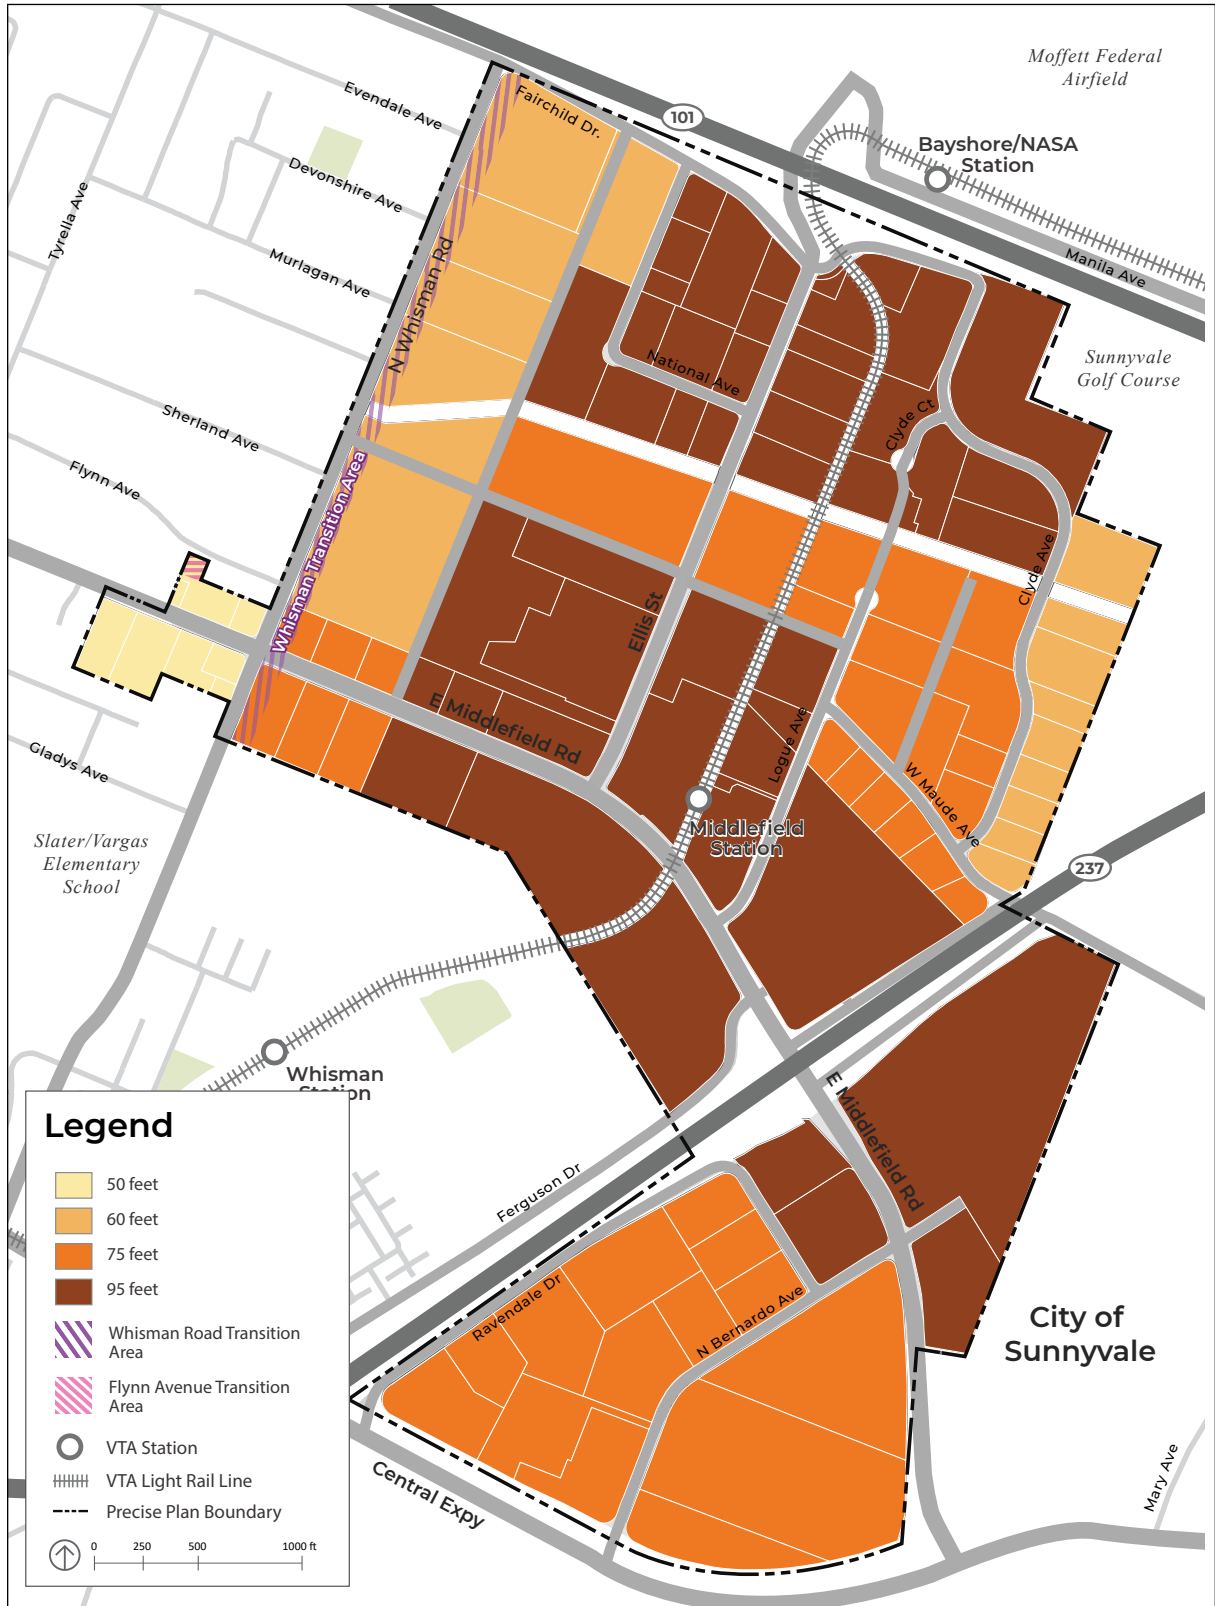 Moffett Federal
Airfield
Evendale Ave
Fairchild Dr.
101
Bayshore/NASA
Station
Devonshire Ave
Tyrella Ave
Murlagan Ave
Manila Ave
N Whisman Rd
National Ave
Sunnyvale
Golf Course
Sherland Ave
Clyde Ct
Flynn Ave
Whisman Transition Area
Clyde Ave
Ellis St
E Middlefield Rd
Logue Ave
Gladys Ave
W Maude Ave
Middlefield
Station
Slater/Vargas
Elementary
School
237
Whisman
Station
E Middlefield Rd
Ferguson Dr
Ravendale Dr
N Bernardo Ave
City of
Sunnyvale
Central Expy
Mary Ave
Legend
50 feet
60 feet
75 feet
95 feet
Whisman Road Transition
Area
Flynn Avenue Transition
Area
VTA Station
VTA Light Rail Line
Precise Plan Boundary
0 250 500 1000 ft